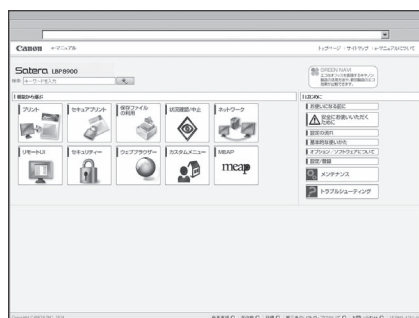 Canon e-マニュアル
トップページ | サイトマップ | e-マニュアルについて
Satera LBP8900
検索 キーワードを入力
GREEN NAVI
機能から選ぶ
プリント
セキュアプリント
保存ファイルの利用
状況確認/中止
ネットワーク
リモートUI
セキュリティー
ウェブブラウザー
カスタムメニュー
MEAP
meap
はじめに
お使いになる前に
安全にお使いいただくために
設定の流れ
基本的な使いかた
オプション/ソフトウェアについて
設定/登録
メンテナンス
トラブルシューティング